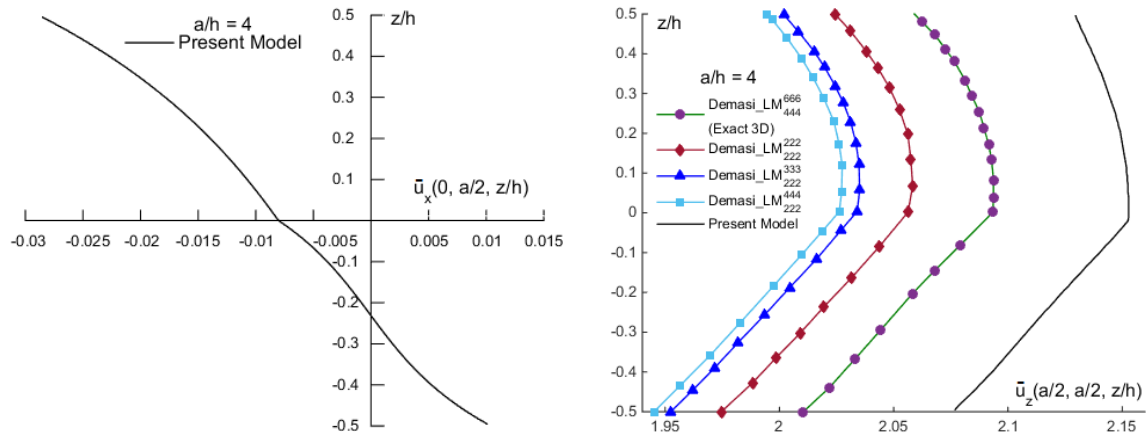 z/h
0.5
a/h = 4
Present Model
0.4
0.3
0.2
0.1
ū_x(0, a/2, z/h)
-0.03 -0.025 -0.02 -0.015 -0.01 -0.005 0.005 0.01 0.015
-0.1
-0.2
-0.3
-0.4
-0.5
0.5
z/h
0.4
a/h = 4
0.3
Demasi_LM^666_444
(Exact 3D)
0.2
Demasi_LM^222_222
0.1
Demasi_LM^333_222
Demasi_LM^444_222
0
Present Model
-0.1
-0.2
-0.3
-0.4
ū_z(a/2, a/2, z/h)
-0.5
1.95 2 2.05 2.1 2.15